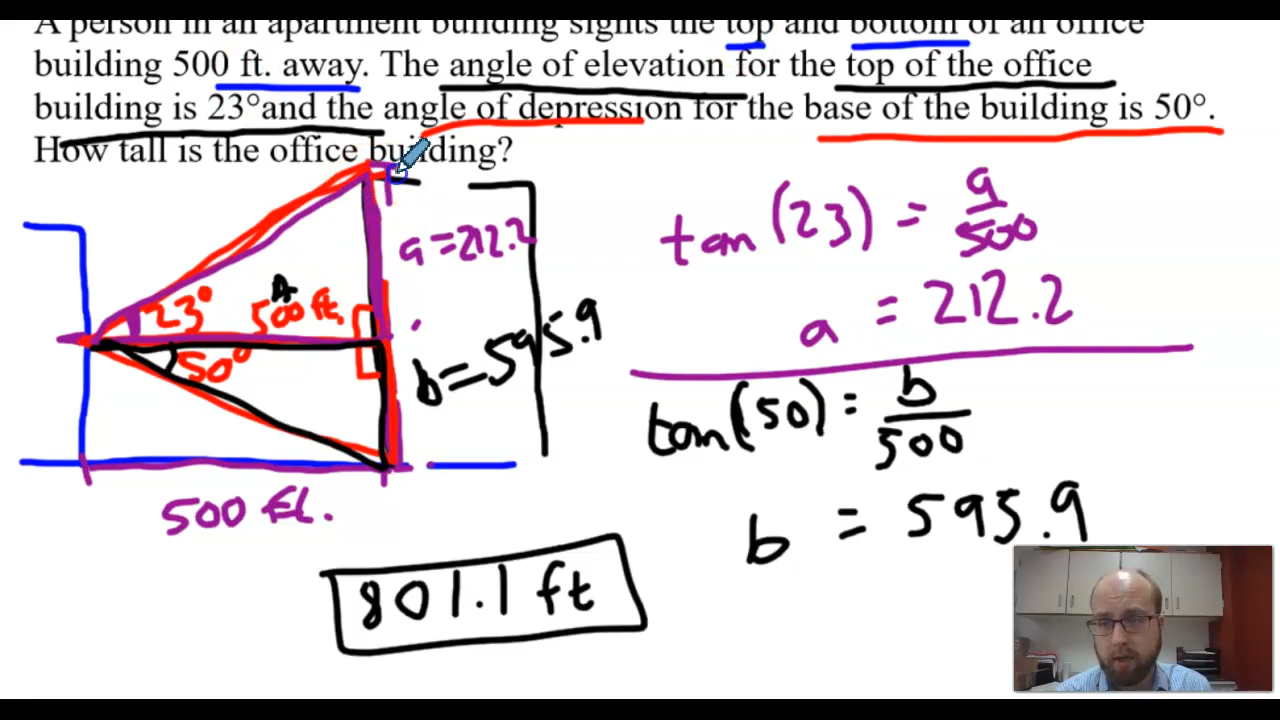 A person in an apartment building sights the top and bottom of an office
building 500 ft. away. The angle of elevation for the top of the office
building is 23°and the angle of depression for the base of the building is 50°.
How tall is the office building?
tan(23) = a/500
a = 212.2
a=212.2
A
23°
500 ft.
50°
b=595.9
tan(50) = b/500
500 ft.
b = 595.9
801.1 ft